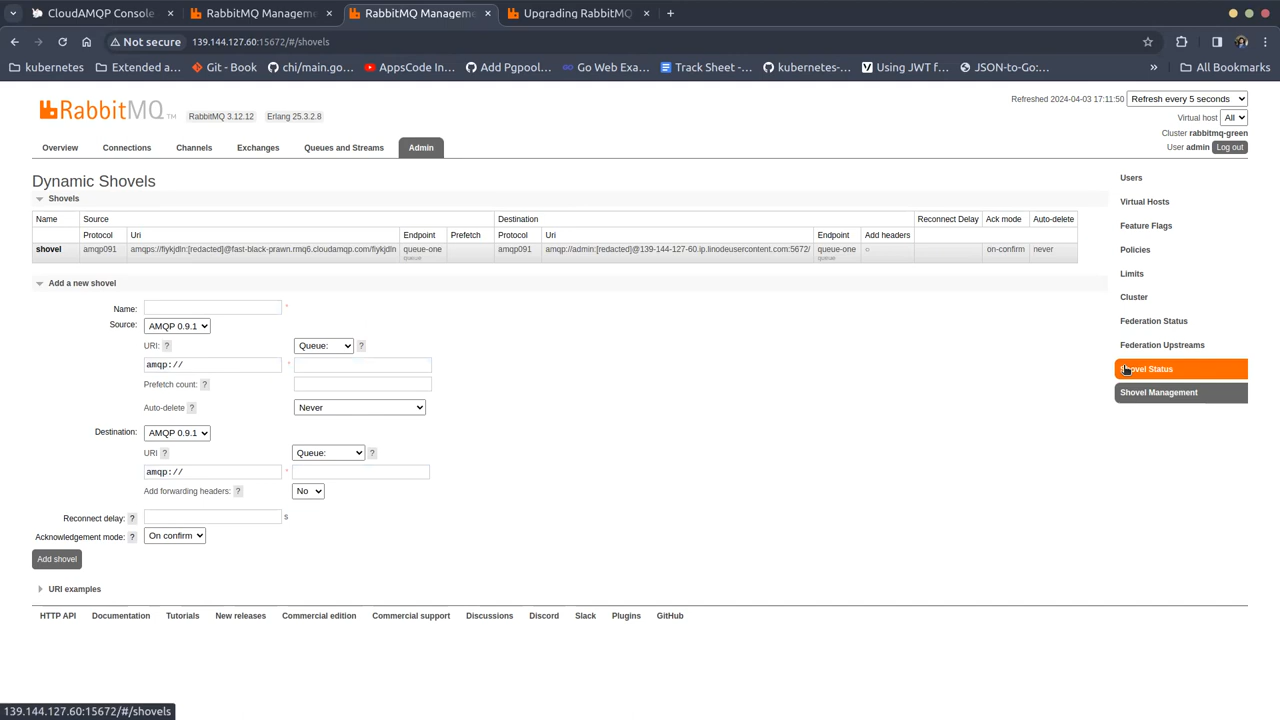 CloudAMQP Console
RabbitMQ Manageme
RabbitMQ Manageme
Upgrading RabbitMQ
Not secure
139.144.127.60:15672/#/shovels
kubernetes
Extended a...
Git - Book
chi/main.go...
AppsCode In...
Go Web Exa...
Add Pgpool...
Track Sheet -...
kubernetes-...
Using JWT f...
JSON-to-Go:...
»
All Bookmarks
RabbitMQ TM
RabbitMQ 3.12.12
Erlang 25.3.2.8
Refreshed 2024-04-03 17:11:50
Refresh every 5 seconds
Virtual host
All
Cluster rabbitmq-green
User admin
Log out
Overview
Connections
Channels
Exchanges
Queues and Streams
Admin
Dynamic Shovels
Shovels
Name
Source
Destination
Reconnect Delay
Ack mode
Auto-delete
Protocol
Uri
Endpoint
Prefetch
Protocol
Uri
Endpoint
Add headers
shovel
amqp091
amqps://fiykjdln:[redacted]@fast-black-prawn.rmq6.cloudamqp.com/fiykjdln
queue-one
queue
amqp091
amqp://admin:[redacted]@139-144-127-60.ip.linodeusercontent.com:5672/
queue-one
queue
○
on-confirm
never
Add a new shovel
Name:
*
Source:
AMQP 0.9.1
URI: ?
Queue:
?
amqp://
*
Prefetch count: ?
Auto-delete ?
Never
Destination:
AMQP 0.9.1
URI ?
Queue:
?
amqp://
*
Add forwarding headers: ?
No
Reconnect delay: ?
s
Acknowledgement mode: ?
On confirm
Add shovel
URI examples
Users
Virtual Hosts
Feature Flags
Policies
Limits
Cluster
Federation Status
Federation Upstreams
Status
Shovel Management
HTTP API
Documentation
Tutorials
New releases
Commercial edition
Commercial support
Discussions
Discord
Slack
Plugins
GitHub
139.144.127.60:15672/#/shovels